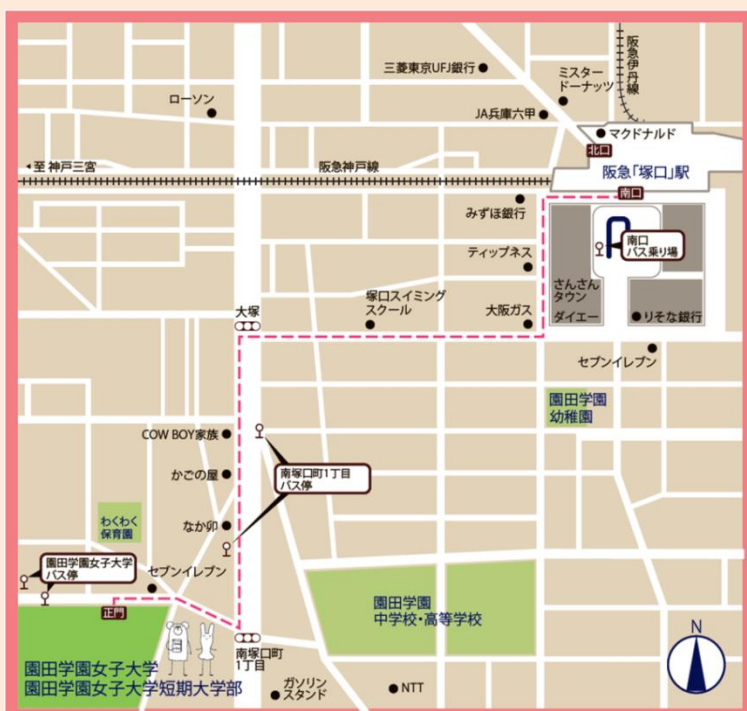 三菱東京UFJ銀行
ミスター
ドーナッツ
阪急伊丹線
ローソン
JA兵庫六甲
マクドナルド
北口
至 神戸三宮
阪急神戸線
阪急「塚口」駅
南口
みずほ銀行
P
南口
バス乗り場
ティップネス
さんさん
タウン
ダイエー
りそな銀行
大塚
塚口スイミング
スクール
大阪ガス
セブンイレブン
園田学園
幼稚園
COW BOY家族
かごの屋
南塚口町1丁目
バス停
わくわく
保育園
なか卯
園田学園女子大学
バス停
セブンイレブン
正門
園田学園
中学校・高等学校
N
南塚口町
1丁目
園田学園女子大学
園田学園女子大学短期大学部
ガソリン
スタンド
NTT